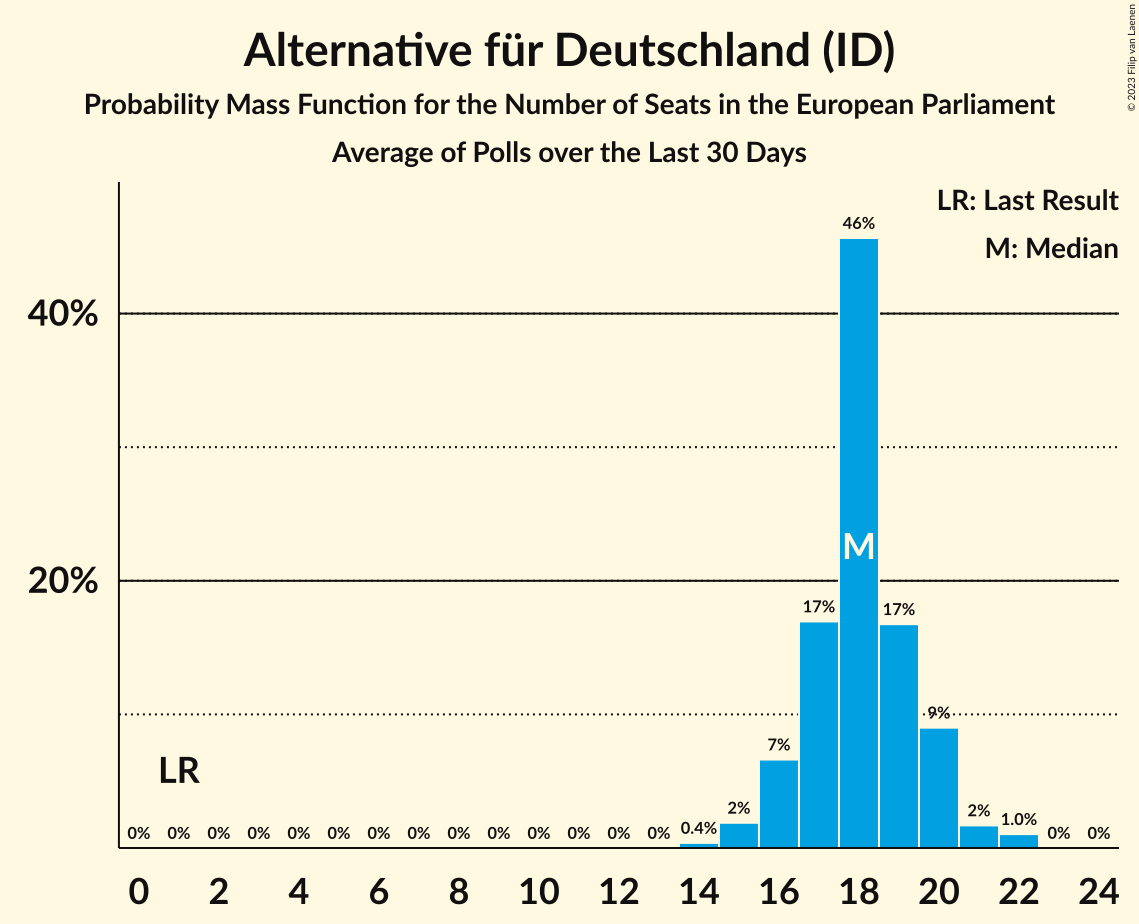 Alternative für Deutschland (ID)
Probability Mass Function for the Number of Seats in the European Parliament
Average of Polls over the Last 30 Days
© 2023 Filip van Laenen
LR: Last Result
M: Median
46%
40%
M
20%
17%
17%
9%
7%
LR
2%
2%
0% 0% 0% 0% 0% 0% 0% 0% 0% 0% 0% 0% 0% 0% 0.4% 1.0% 0% 0%
0 2 4 6 8 10 12 14 16 18 20 22 24